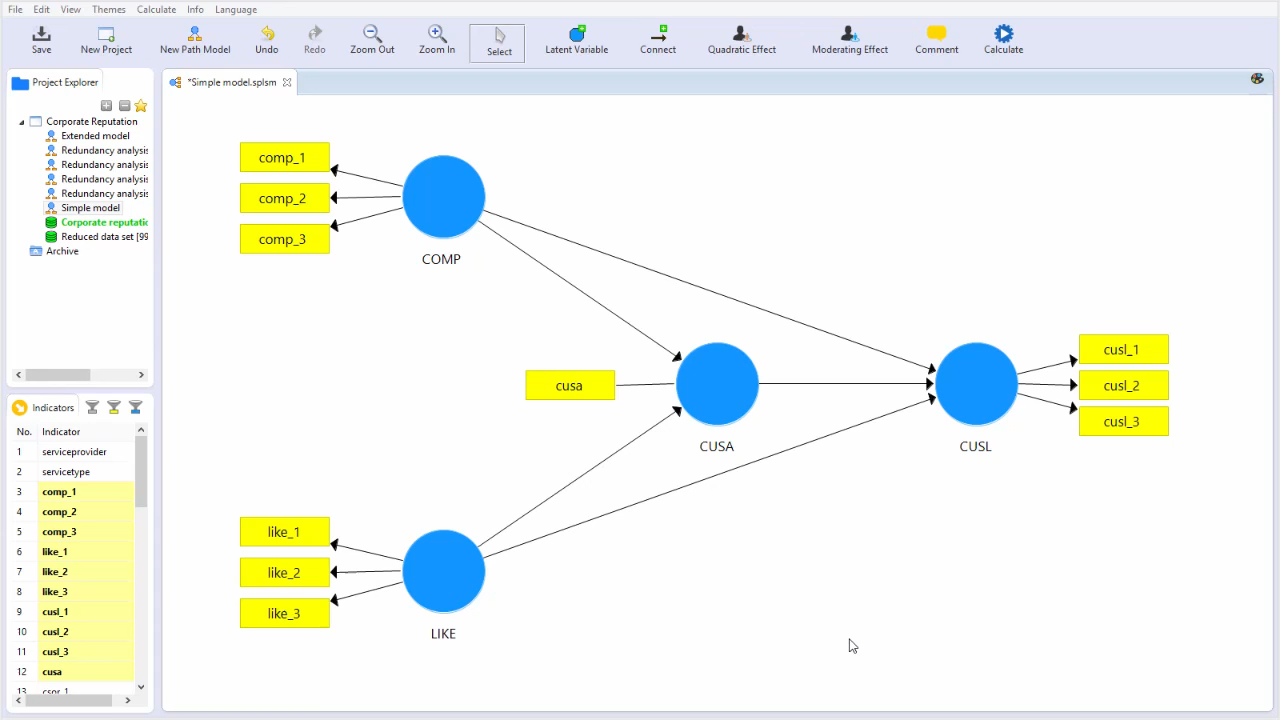 File Edit View Themes Calculate Info Language
Save New Project New Path Model Undo Redo Zoom Out Zoom In Select Latent Variable Connect Quadratic Effect Moderating Effect Comment Calculate
Project Explorer
*Simple model.splsm
Corporate Reputation
Extended model
Redundancy analysis
Redundancy analysis
Redundancy analysis
Redundancy analysis
Simple model
Corporate reputatio
Reduced data set [99
Archive
Indicators
No. Indicator
1 serviceprovider
2 servicetype
3 comp_1
4 comp_2
5 comp_3
6 like_1
7 like_2
8 like_3
9 cusl_1
10 cusl_2
11 cusl_3
12 cusa
13 csor_1
comp_1
comp_2
comp_3
COMP
cusa
CUSA
cusl_1
cusl_2
cusl_3
CUSL
like_1
like_2
like_3
LIKE